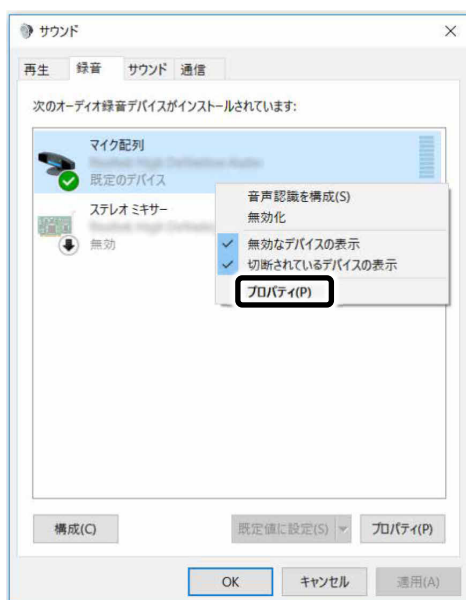 サウンド
再生 録音 サウンド 通信
次のオーディオ録音デバイスがインストールされています:
マイク配列
既定のデバイス
ステレオ ミキサー
無効
音声認識を構成(S)
無効化
無効なデバイスの表示
切断されているデバイスの表示
プロパティ(P)
構成(C) 既定値に設定(S) プロパティ(P)
OK キャンセル 適用(A)